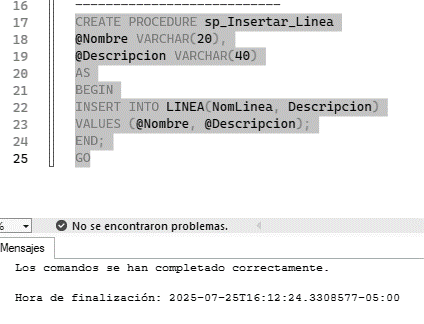 16 ---------------------------
17 CREATE PROCEDURE sp_Insertar_Linea
18 @Nombre VARCHAR(20),
19 @Descripcion VARCHAR(40)
20 AS
21 BEGIN
22 INSERT INTO LINEA(NomLinea, Descripcion)
23 VALUES (@Nombre, @Descripcion);
24 END;
25 GO
% No se encontraron problemas.
Mensajes
Los comandos se han completado correctamente.
Hora de finalización: 2025-07-25T16:12:24.3308577-05:00